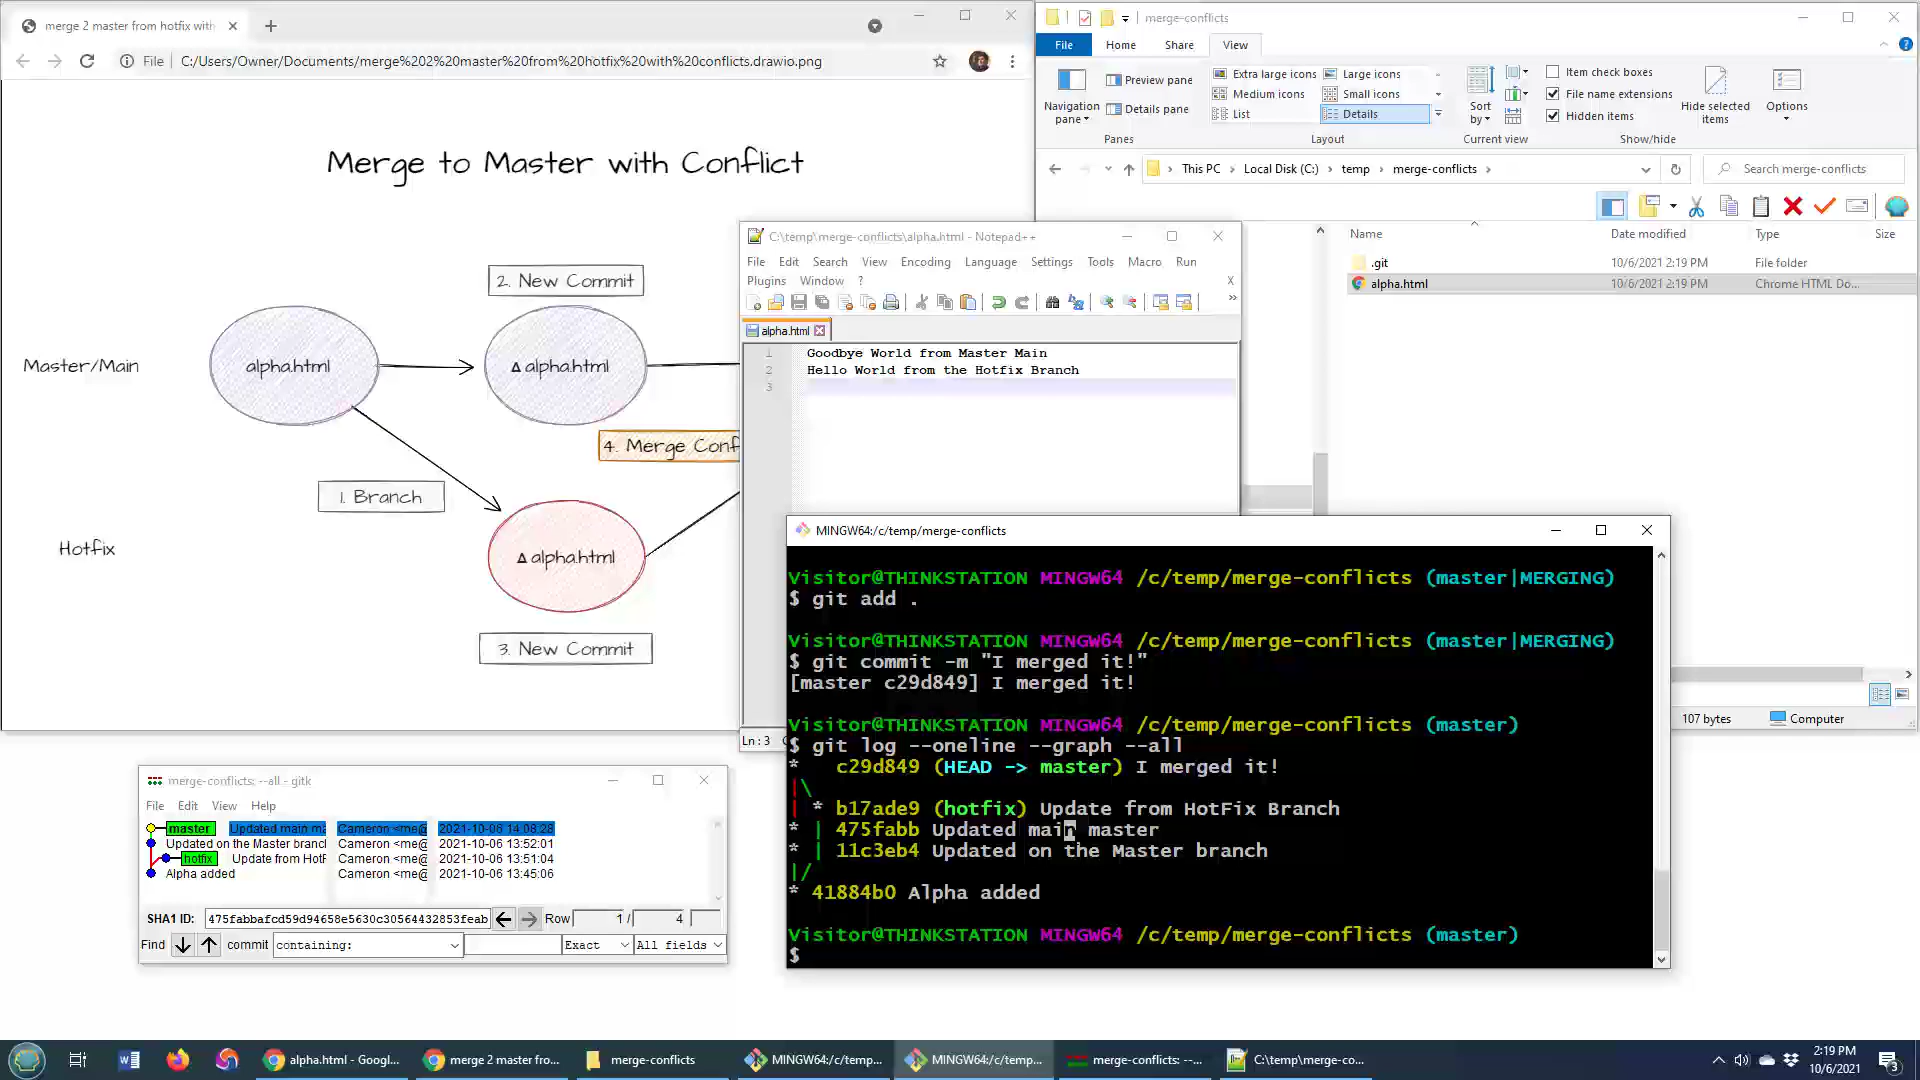 merge 2 master from hotfix with
File C:/Users/Owner/Documents/merge%202%20master%20from%20hotfix%20with%20conflicts.drawio.png
Merge to Master with Conflict
2. New Commit
Master/Main
alpha.html
Δ alpha.html
4. Merge Conf
1. Branch
Hotfix
Δ alpha.html
3. New Commit
merge-conflicts
File Home Share View
Navigation pane
Preview pane
Details pane
Panes
Extra large icons Large icons
Medium icons Small icons
List Details
Layout
Sort by
Current view
Item check boxes
File name extensions
Hidden items
Hide selected items
Options
Show/hide
This PC Local Disk (C:) temp merge-conflicts
Search merge-conflicts
Name Date modified Type Size
.git 10/6/2021 2:19 PM File folder
alpha.html 10/6/2021 2:19 PM Chrome HTML Do...
107 bytes Computer
C:\temp\merge-conflicts\alpha.html - Notepad++
File Edit Search View Encoding Language Settings Tools Macro Run
Plugins Window ? X
alpha.html
1 Goodbye World from Master Main
2 Hello World from the Hotfix Branch
3
Ln: 3
MINGW64:/c/temp/merge-conflicts
Visitor@THINKSTATION MINGW64 /c/temp/merge-conflicts (master|MERGING)
$ git add .
Visitor@THINKSTATION MINGW64 /c/temp/merge-conflicts (master|MERGING)
$ git commit -m "I merged it!"
[master c29d849] I merged it!
Visitor@THINKSTATION MINGW64 /c/temp/merge-conflicts (master)
$ git log --oneline --graph --all
*   c29d849 (HEAD -> master) I merged it!
|\
| * b17ade9 (hotfix) Update from HotFix Branch
* | 475fabb Updated main master
* | 11c3eb4 Updated on the Master branch
|/
* 41884b0 Alpha added
Visitor@THINKSTATION MINGW64 /c/temp/merge-conflicts (master)
$
merge-conflicts: --all - gitk
File Edit View Help
master Updated main ma Cameron <me@ 2021-10-06 14:08:28
Updated on the Master branc Cameron <me@ 2021-10-06 13:52:01
hotfix Update from HotF Cameron <me@ 2021-10-06 13:51:04
Alpha added Cameron <me@ 2021-10-06 13:45:06
SHA1 ID: 475fabbafcd59d94658e5630c30564432853feab Row 1 / 4
Find commit containing: Exact All fields
alpha.html - Googl...
merge 2 master fro...
merge-conflicts
MINGW64:/c/temp...
MINGW64:/c/temp...
merge-conflicts: --...
C:\temp\merge-co...
2:19 PM
10/6/2021
3